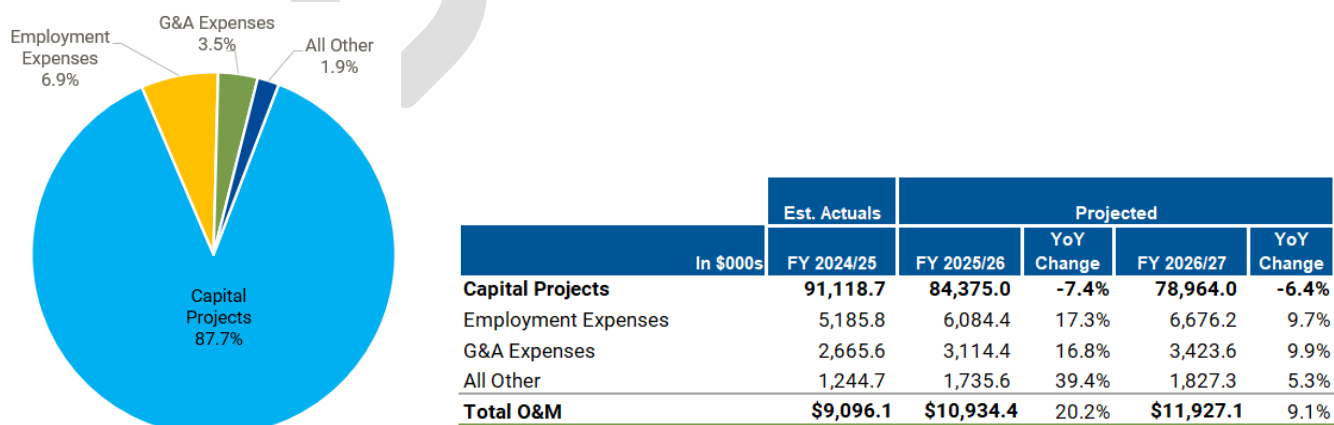 G&A Expenses
3.5%
Employment
Expenses
6.9%
All Other
1.9%
Capital
Projects
87.7%
Est. Actuals Projected
In $000s FY 2024/25 FY 2025/26 YoY Change FY 2026/27 YoY Change
Capital Projects 91,118.7 84,375.0 -7.4% 78,964.0 -6.4%
Employment Expenses 5,185.8 6,084.4 17.3% 6,676.2 9.7%
G&A Expenses 2,665.6 3,114.4 16.8% 3,423.6 9.9%
All Other 1,244.7 1,735.6 39.4% 1,827.3 5.3%
Total O&M $9,096.1 $10,934.4 20.2% $11,927.1 9.1%